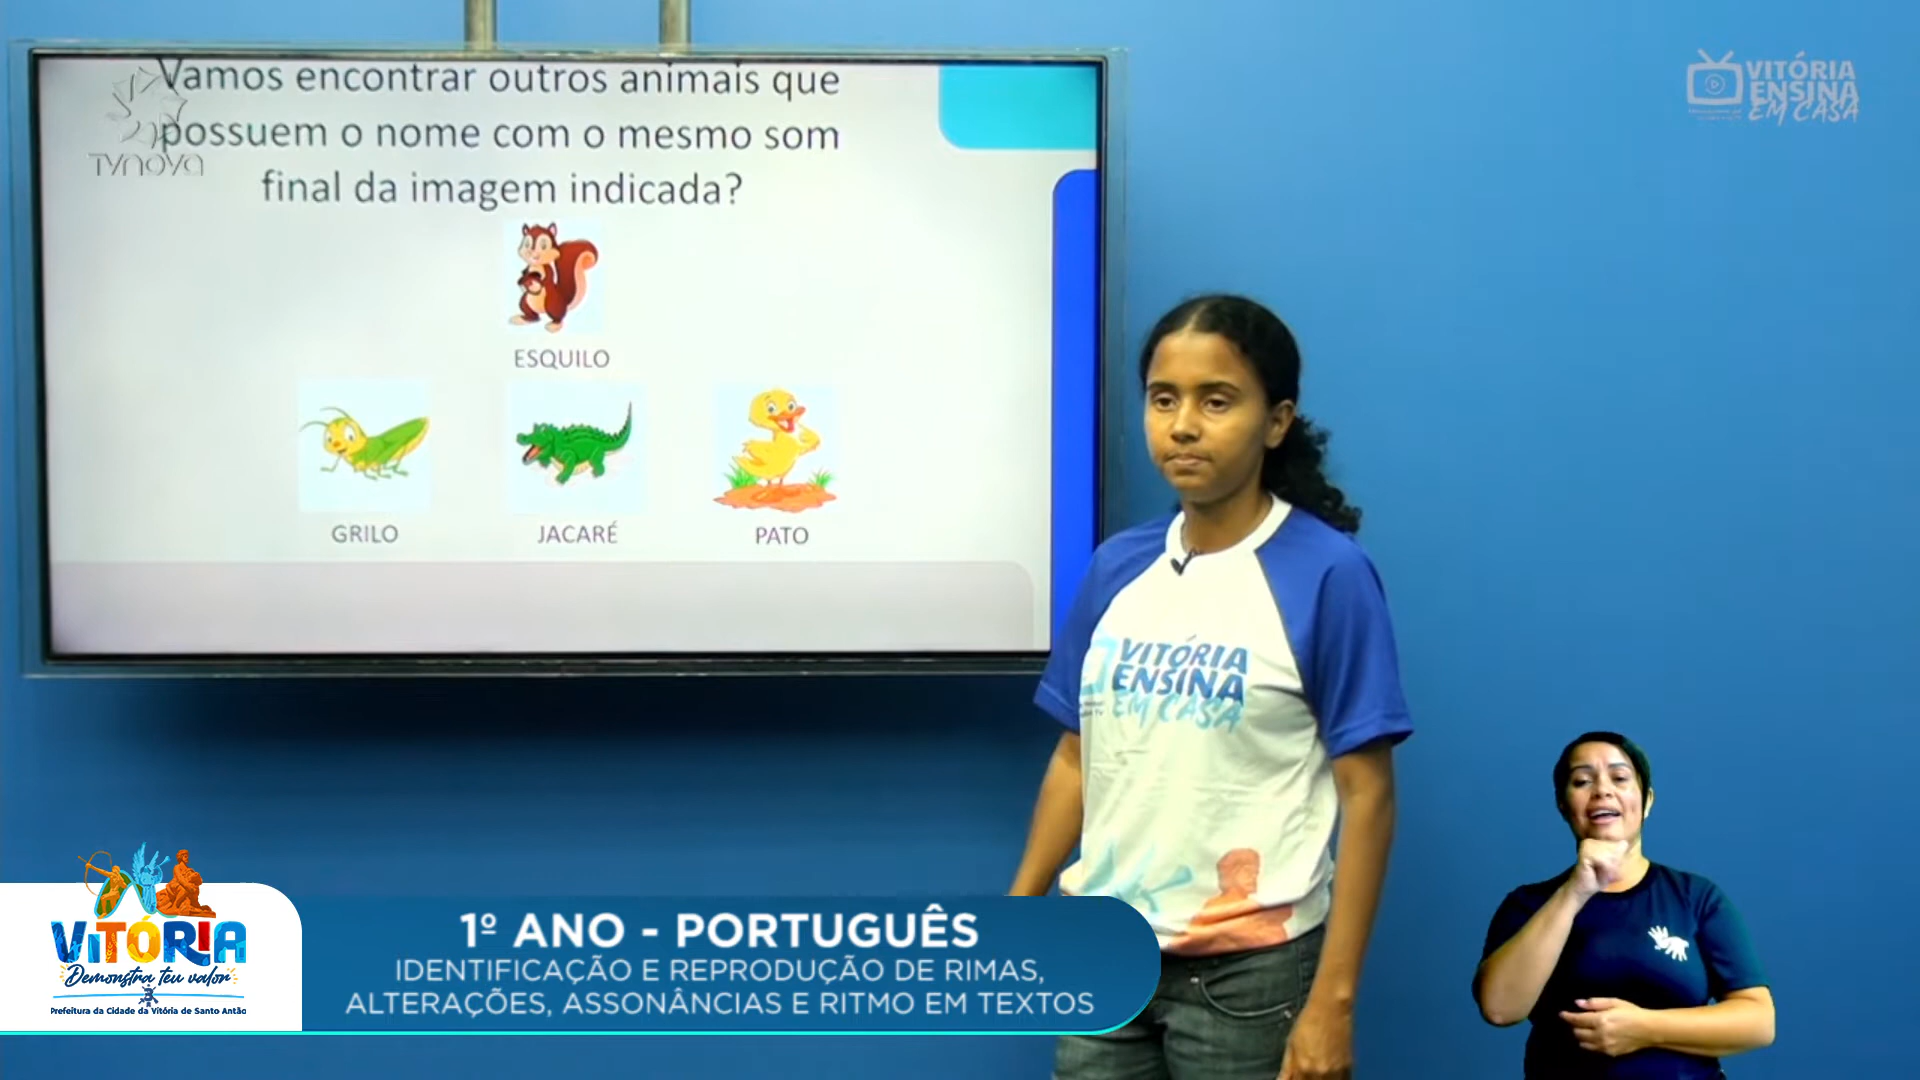 Vamos encontrar outros animais que
possuem o nome com o mesmo som
final da imagem indicada?
TVNOVA
ESQUILO
GRILO
JACARÉ
PATO
VITÓRIA
ENSINA
EM CASA
VITÓRIA
ENSINA
EM CASA
VITÓRIA
Demonstra teu valor
Prefeitura da Cidade da Vitória de Santo Antão
1º ANO - PORTUGUÊS
IDENTIFICAÇÃO E REPRODUÇÃO DE RIMAS,
ALTERAÇÕES, ASSONÂNCIAS E RITMO EM TEXTOS